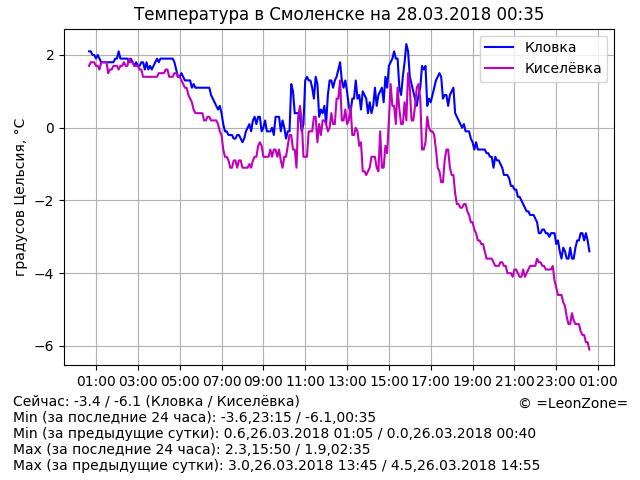 Температура в Смоленске на 28.03.2018 00:35
Кловка
Киселёвка
градусов Цельсия, °C
2
0
−2
−4
−6
01:00 03:00 05:00 07:00 09:00 11:00 13:00 15:00 17:00 19:00 21:00 23:00 01:00
Сейчас: -3.4 / -6.1 (Кловка / Киселёвка)
© =LeonZone=
Min (за последние 24 часа): -3.6,23:15 / -6.1,00:35
Min (за предыдущие сутки): 0.6,26.03.2018 01:05 / 0.0,26.03.2018 00:40
Max (за последние 24 часа): 2.3,15:50 / 1.9,02:35
Max (за предыдущие сутки): 3.0,26.03.2018 13:45 / 4.5,26.03.2018 14:55